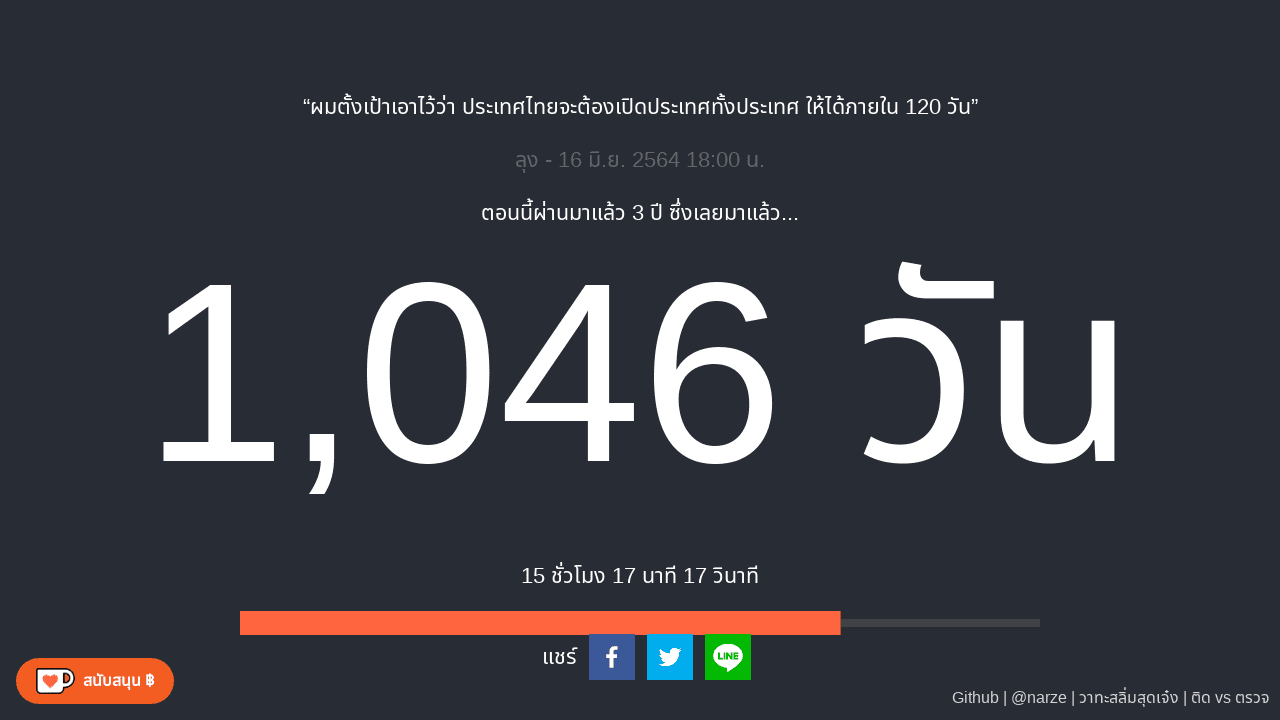 “ผมตั้งเป้าเอาไว้ว่า ประเทศไทยจะต้องเปิดประเทศทั้งประเทศ ให้ได้ภายใน 120 วัน”
ลุง - 16 มิ.ย. 2564 18:00 น.
ตอนนี้ผ่านมาแล้ว 3 ปี ซึ่งเลยมาแล้ว...
1,046 วัน
15 ชั่วโมง 17 นาที 17 วินาที
แชร์
LINE
สนับสนุน ฿
Github | @narze | วาทะสลิ่มสุดเจ๋ง | ติด vs ตรวจ